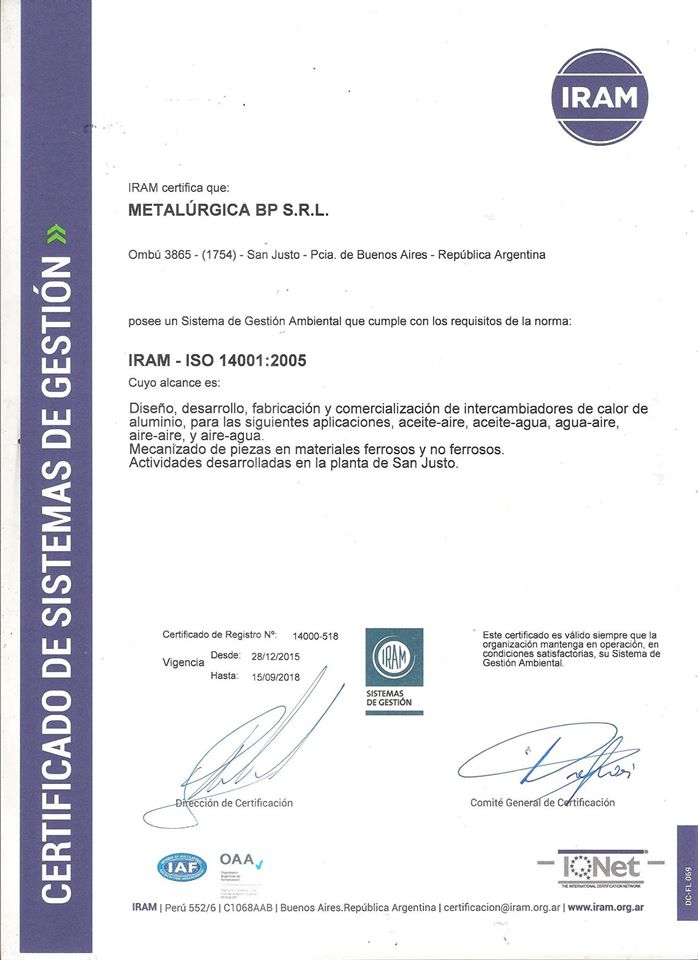 CERTIFICADO DE SISTEMAS DE GESTIÓN
IRAM
IRAM certifica que:
METALÚRGICA BP S.R.L.
Ombú 3865 - (1754) - San Justo - Pcia. de Buenos Aires - República Argentina
posee un Sistema de Gestión Ambiental que cumple con los requisitos de la norma:
IRAM - ISO 14001:2005
Cuyo alcance es:
Diseño, desarrollo, fabricación y comercialización de intercambiadores de calor de
aluminio, para las siguientes aplicaciones, aceite-aire, aceite-agua, agua-aire,
aire-aire, y aire-agua.
Mecanizado de piezas en materiales ferrosos y no ferrosos.
Actividades desarrolladas en la planta de San Justo.
Certificado de Registro Nº: 14000-518
Vigencia
Desde: 28/12/2015
Hasta: 15/09/2018
IRAM
SISTEMAS
DE GESTIÓN
Este certificado es válido siempre que la
organización mantenga en operación, en
condiciones satisfactorias, su Sistema de
Gestión Ambiental.
Dirección de Certificación
Comité General de Certificación
IAF
OAA
Organismo
Argentino de
Acreditación
IQNet
THE INTERNATIONAL CERTIFICATION NETWORK
DC-FL 069
IRAM | Perú 552/6 | C1068AAB | Buenos Aires.República Argentina | certificacion@iram.org.ar | www.iram.org.ar